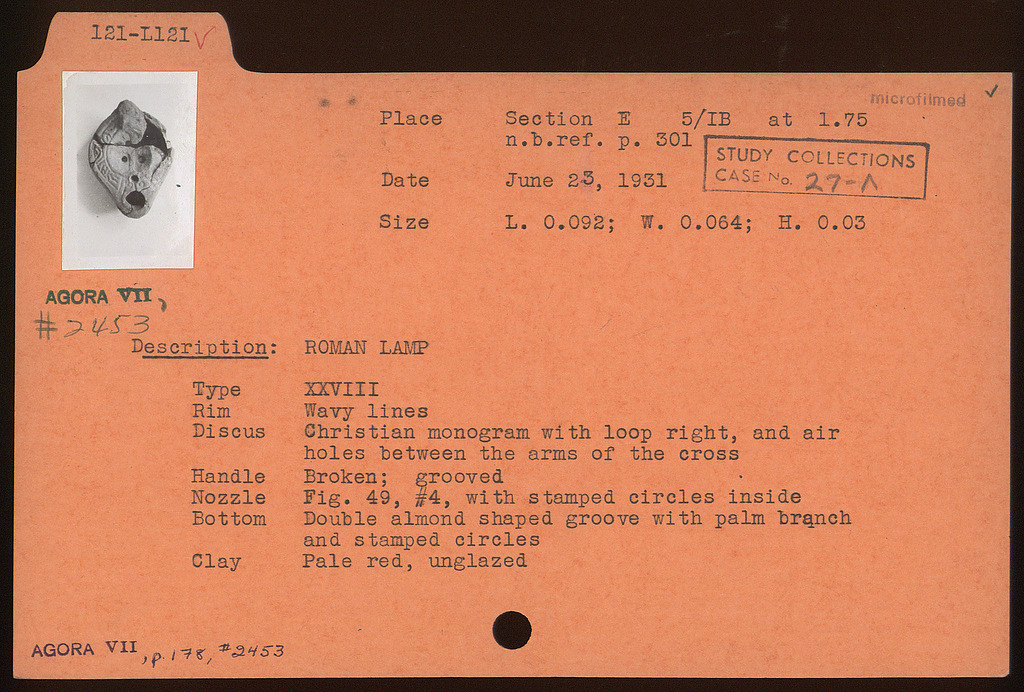 121-L121 ✓
microfilmed ✓
Place Section E 5/IB at 1.75
n.b.ref. p. 301
STUDY COLLECTIONS
CASE No. 27-A
Date June 23, 1931
Size L. 0.092; W. 0.064; H. 0.03
AGORA VII,
#2453
Description: ROMAN LAMP
Type XXVIII
Rim Wavy lines
Discus Christian monogram with loop right, and air
holes between the arms of the cross
Handle Broken; grooved
Nozzle Fig. 49, #4, with stamped circles inside
Bottom Double almond shaped groove with palm branch
and stamped circles
Clay Pale red, unglazed
AGORA VII, p. 178, #2453